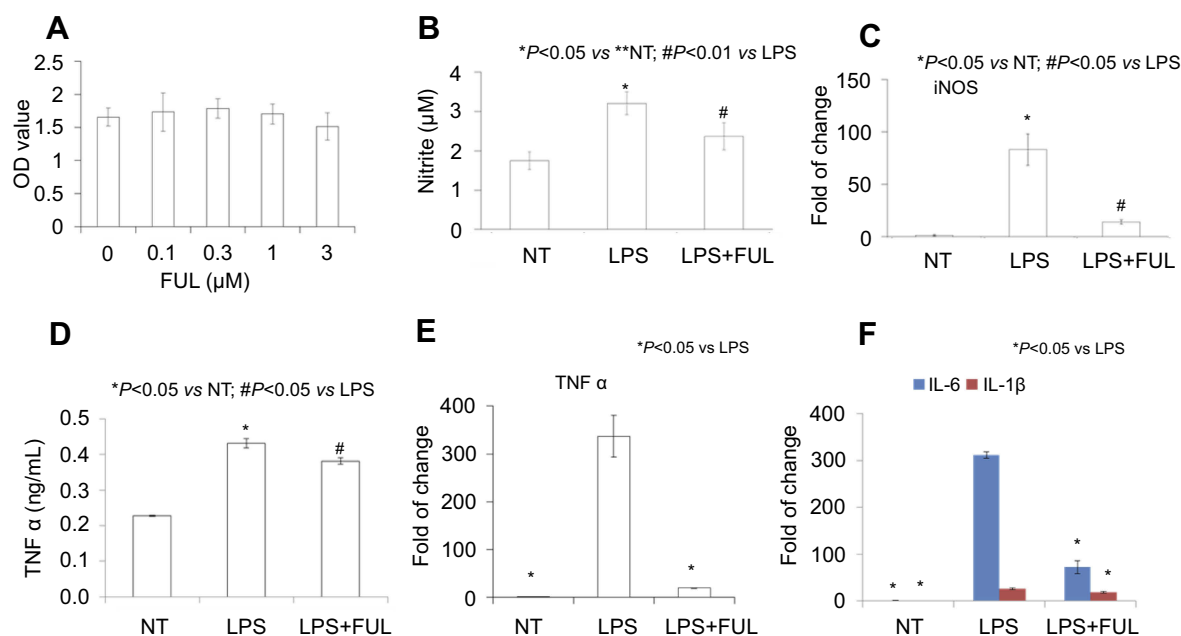 A
2.5
2
1.5
1
0.5
0
OD value
0
0.1
0.3
1
3
FUL (µM)
B
*P<0.05 vs **NT; #P<0.01 vs LPS
4
3
2
1
0
Nitrite (µM)
*
#
NT
LPS
LPS+FUL
C
*P<0.05 vs NT; #P<0.05 vs LPS
iNOS
150
100
50
0
Fold of change
*
#
NT
LPS
LPS+FUL
D
*P<0.05 vs NT; #P<0.05 vs LPS
0.5
0.4
0.3
0.2
0.1
0.0
TNF α (ng/mL)
*
#
NT
LPS
LPS+FUL
E
*P<0.05 vs LPS
TNF α
400
300
200
100
0
Fold of change
*
*
NT
LPS
LPS+FUL
F
*P<0.05 vs LPS
IL-6 IL-1β
400
300
200
100
0
Fold of change
* *
* *
NT
LPS
LPS+FUL